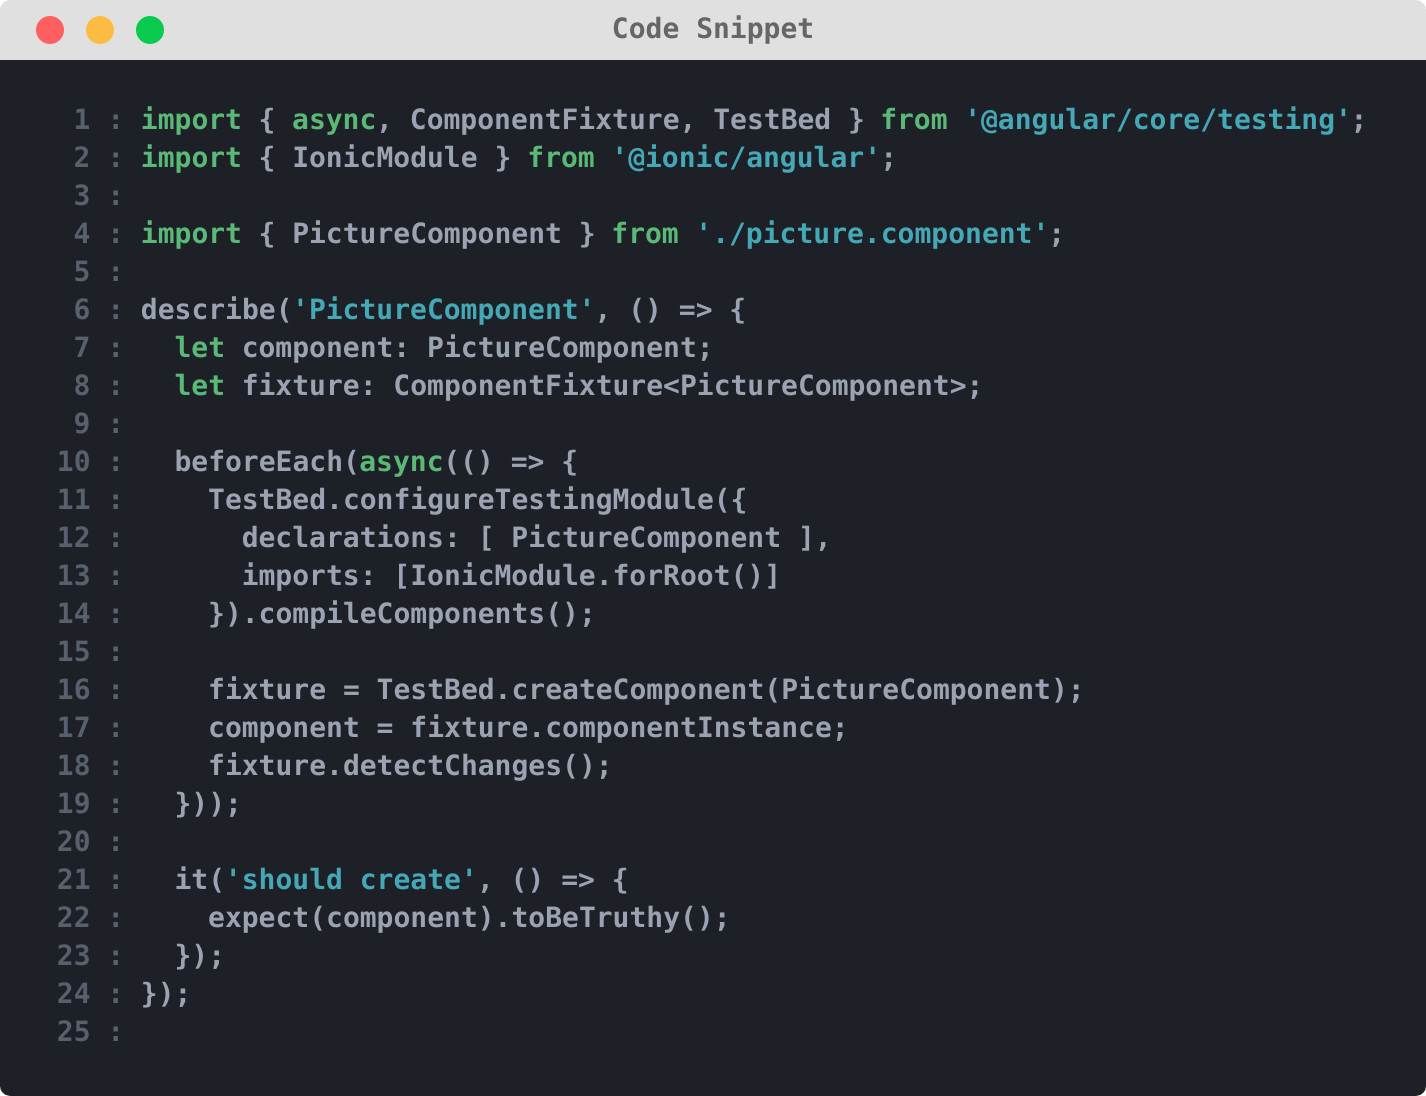 Code Snippet
1 : import { async, ComponentFixture, TestBed } from '@angular/core/testing';
2 : import { IonicModule } from '@ionic/angular';
3 :
4 : import { PictureComponent } from './picture.component';
5 :
6 : describe('PictureComponent', () => {
7 :   let component: PictureComponent;
8 :   let fixture: ComponentFixture<PictureComponent>;
9 :
10 :   beforeEach(async(() => {
11 :     TestBed.configureTestingModule({
12 :       declarations: [ PictureComponent ],
13 :       imports: [IonicModule.forRoot()]
14 :     }).compileComponents();
15 :
16 :     fixture = TestBed.createComponent(PictureComponent);
17 :     component = fixture.componentInstance;
18 :     fixture.detectChanges();
19 :   }));
20 :
21 :   it('should create', () => {
22 :     expect(component).toBeTruthy();
23 :   });
24 : });
25 :